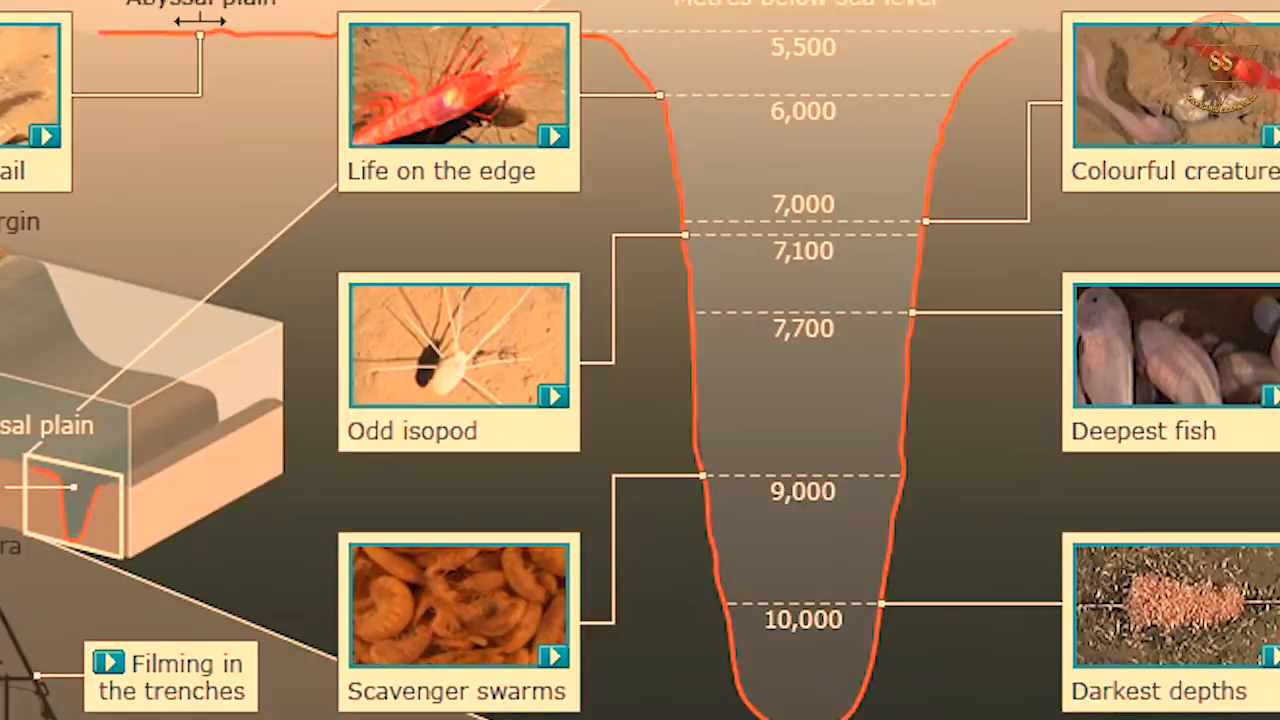 Abyssal plain
Metres below sea level
5,500
6,000
7,000
7,100
7,700
9,000
10,000
ail
Life on the edge
Colourful creature
rgin
Odd isopod
Deepest fish
sal plain
ra
Filming in
the trenches
Scavenger swarms
Darkest depths
SS